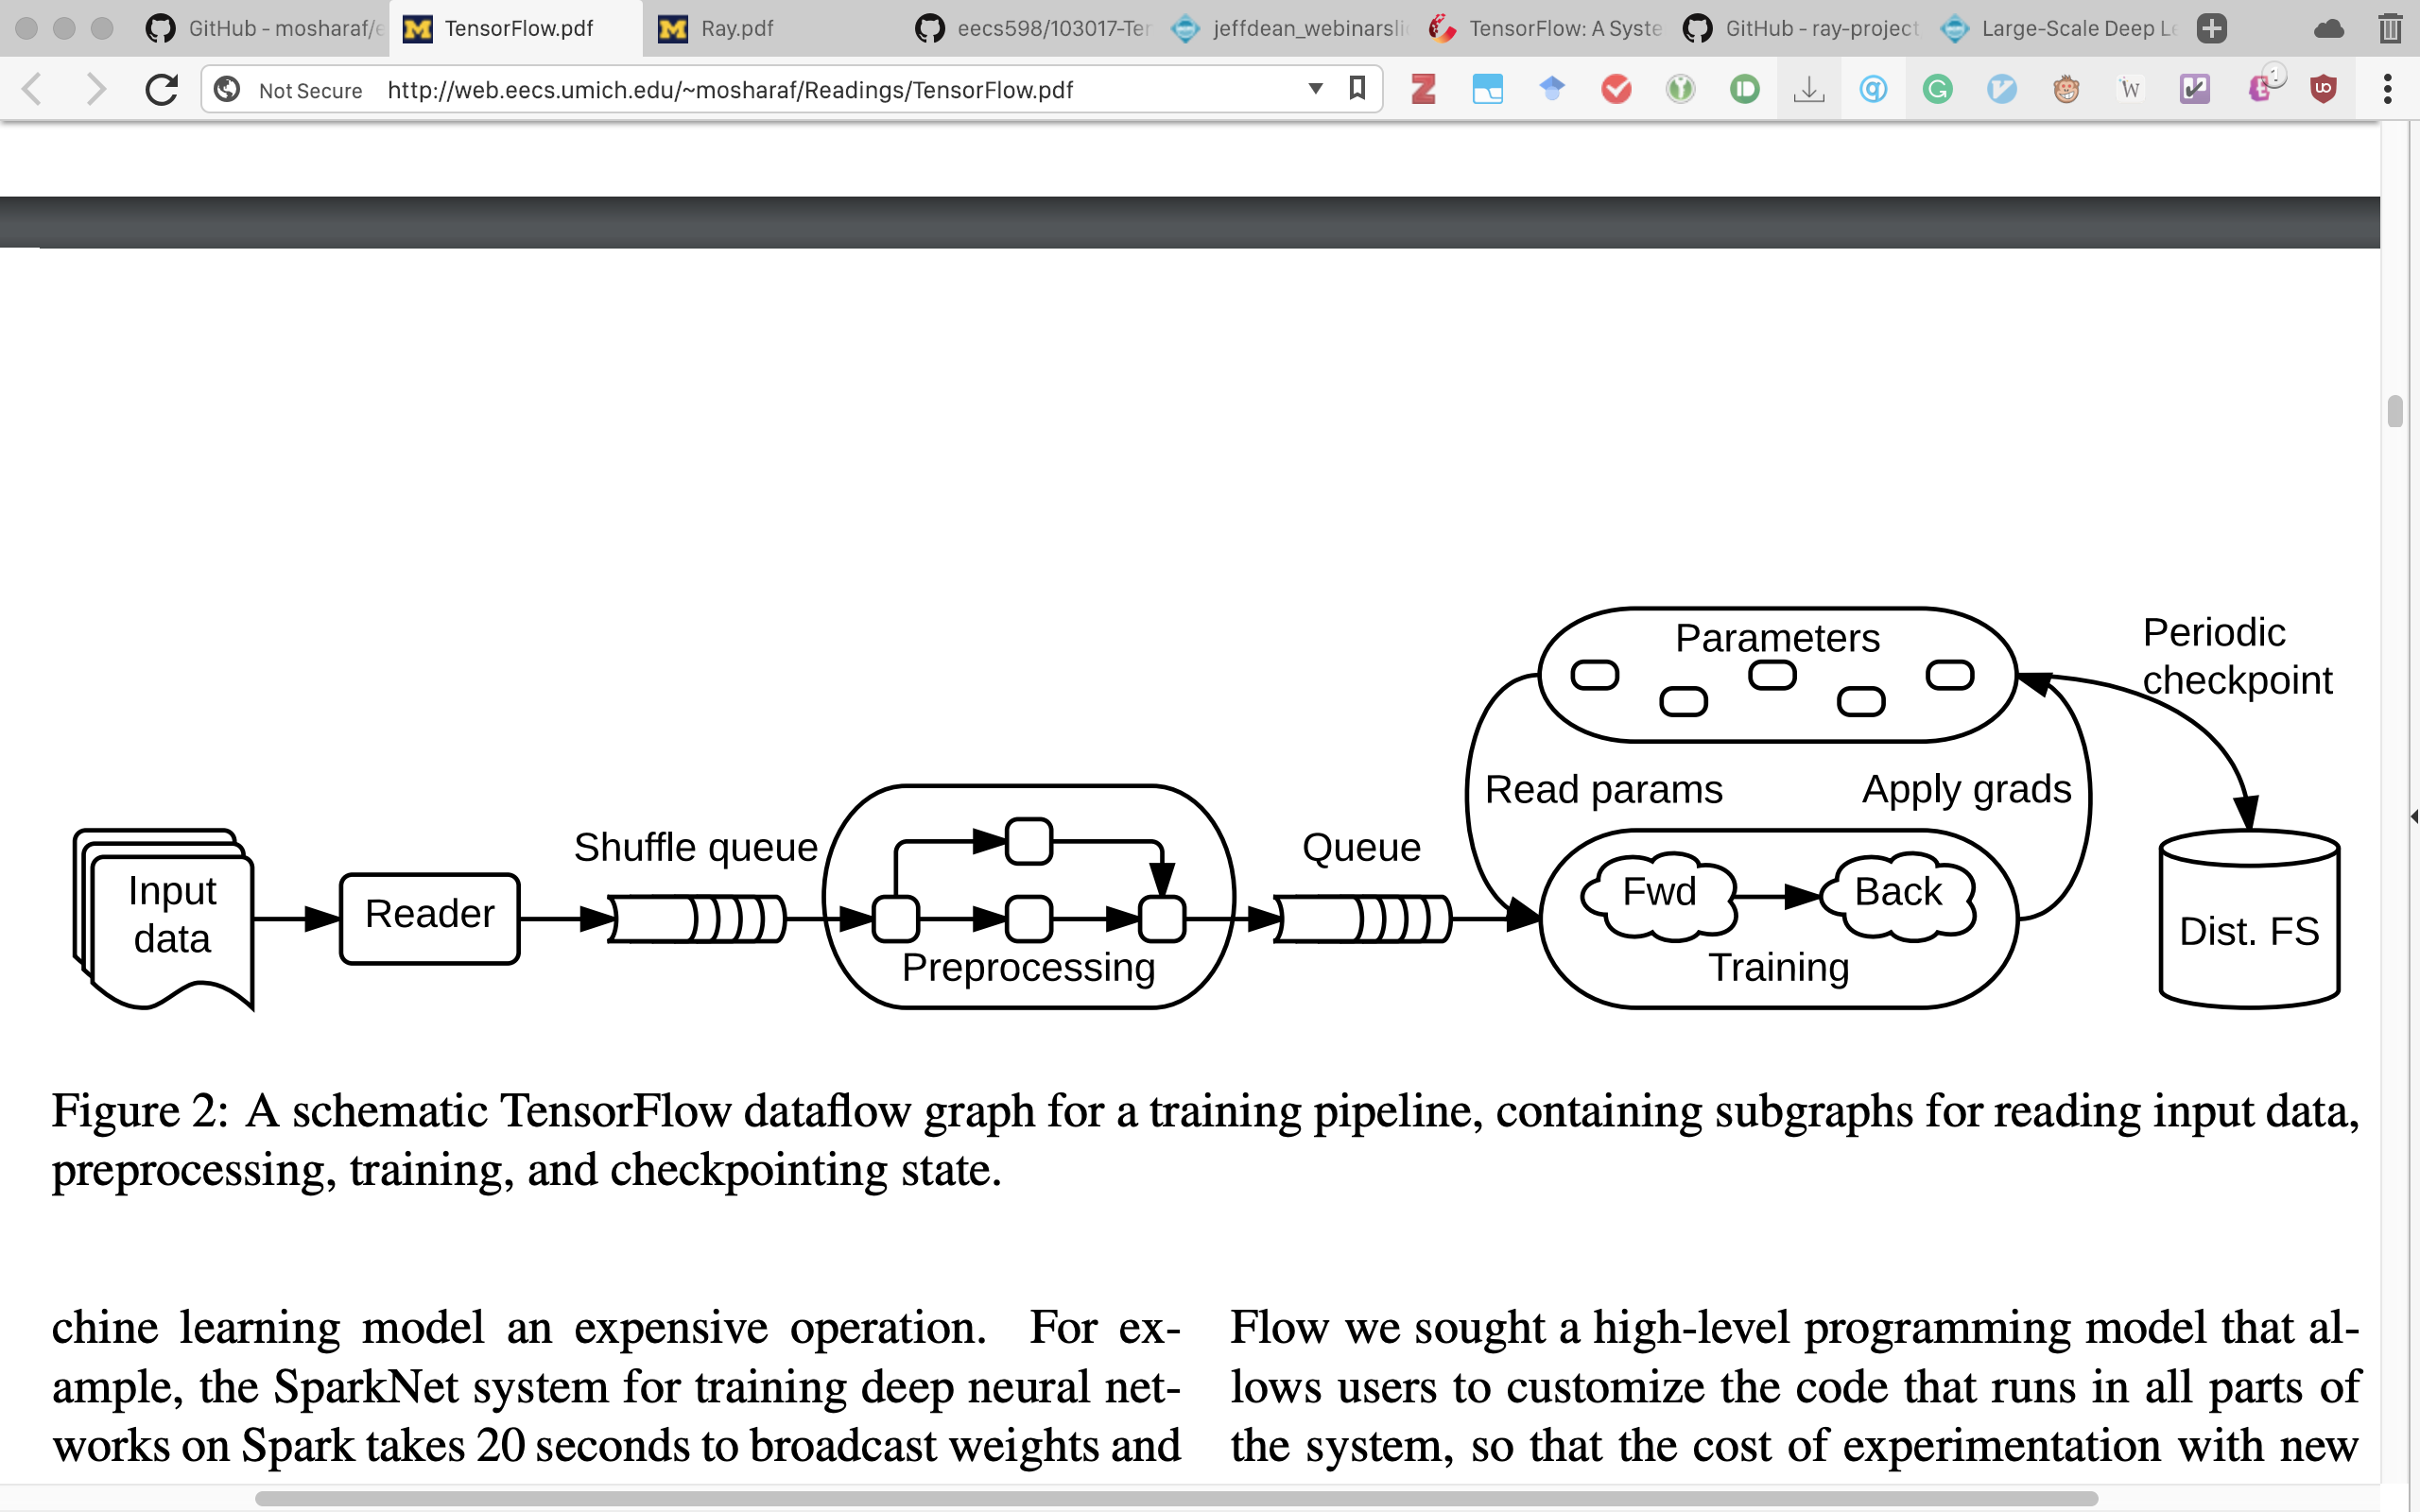 GitHub - mosharaf/e
TensorFlow.pdf
Ray.pdf
eecs598/103017-Ter
jeffdean_webinarsli
TensorFlow: A Syste
GitHub - ray-project
Large-Scale Deep Le
Not Secure
http://web.eecs.umich.edu/~mosharaf/Readings/TensorFlow.pdf
1
Parameters
Periodic
checkpoint
Read params
Apply grads
Shuffle queue
Queue
Input
data
Reader
Fwd
Back
Dist. FS
Preprocessing
Training
Figure 2: A schematic TensorFlow dataflow graph for a training pipeline, containing subgraphs for reading input data,
preprocessing, training, and checkpointing state.
chine learning model an expensive operation. For ex-
ample, the SparkNet system for training deep neural net-
works on Spark takes 20 seconds to broadcast weights and
Flow we sought a high-level programming model that al-
lows users to customize the code that runs in all parts of
the system, so that the cost of experimentation with new